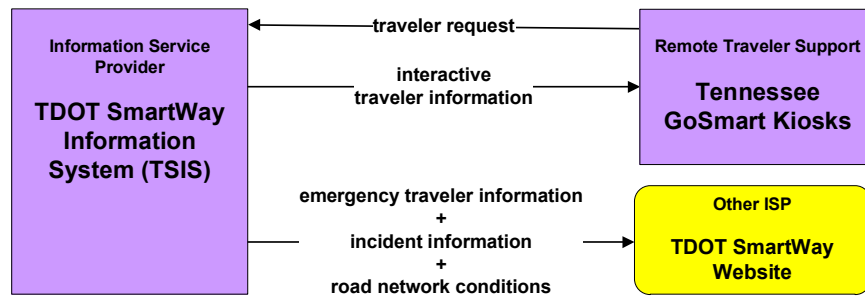 Information Service
Provider
TDOT SmartWay
Information
System (TSIS)
traveler request
interactive
traveler information
Remote Traveler Support
Tennessee
GoSmart Kiosks
emergency traveler information
+
incident information
+
road network conditions
Other ISP
TDOT SmartWay
Website